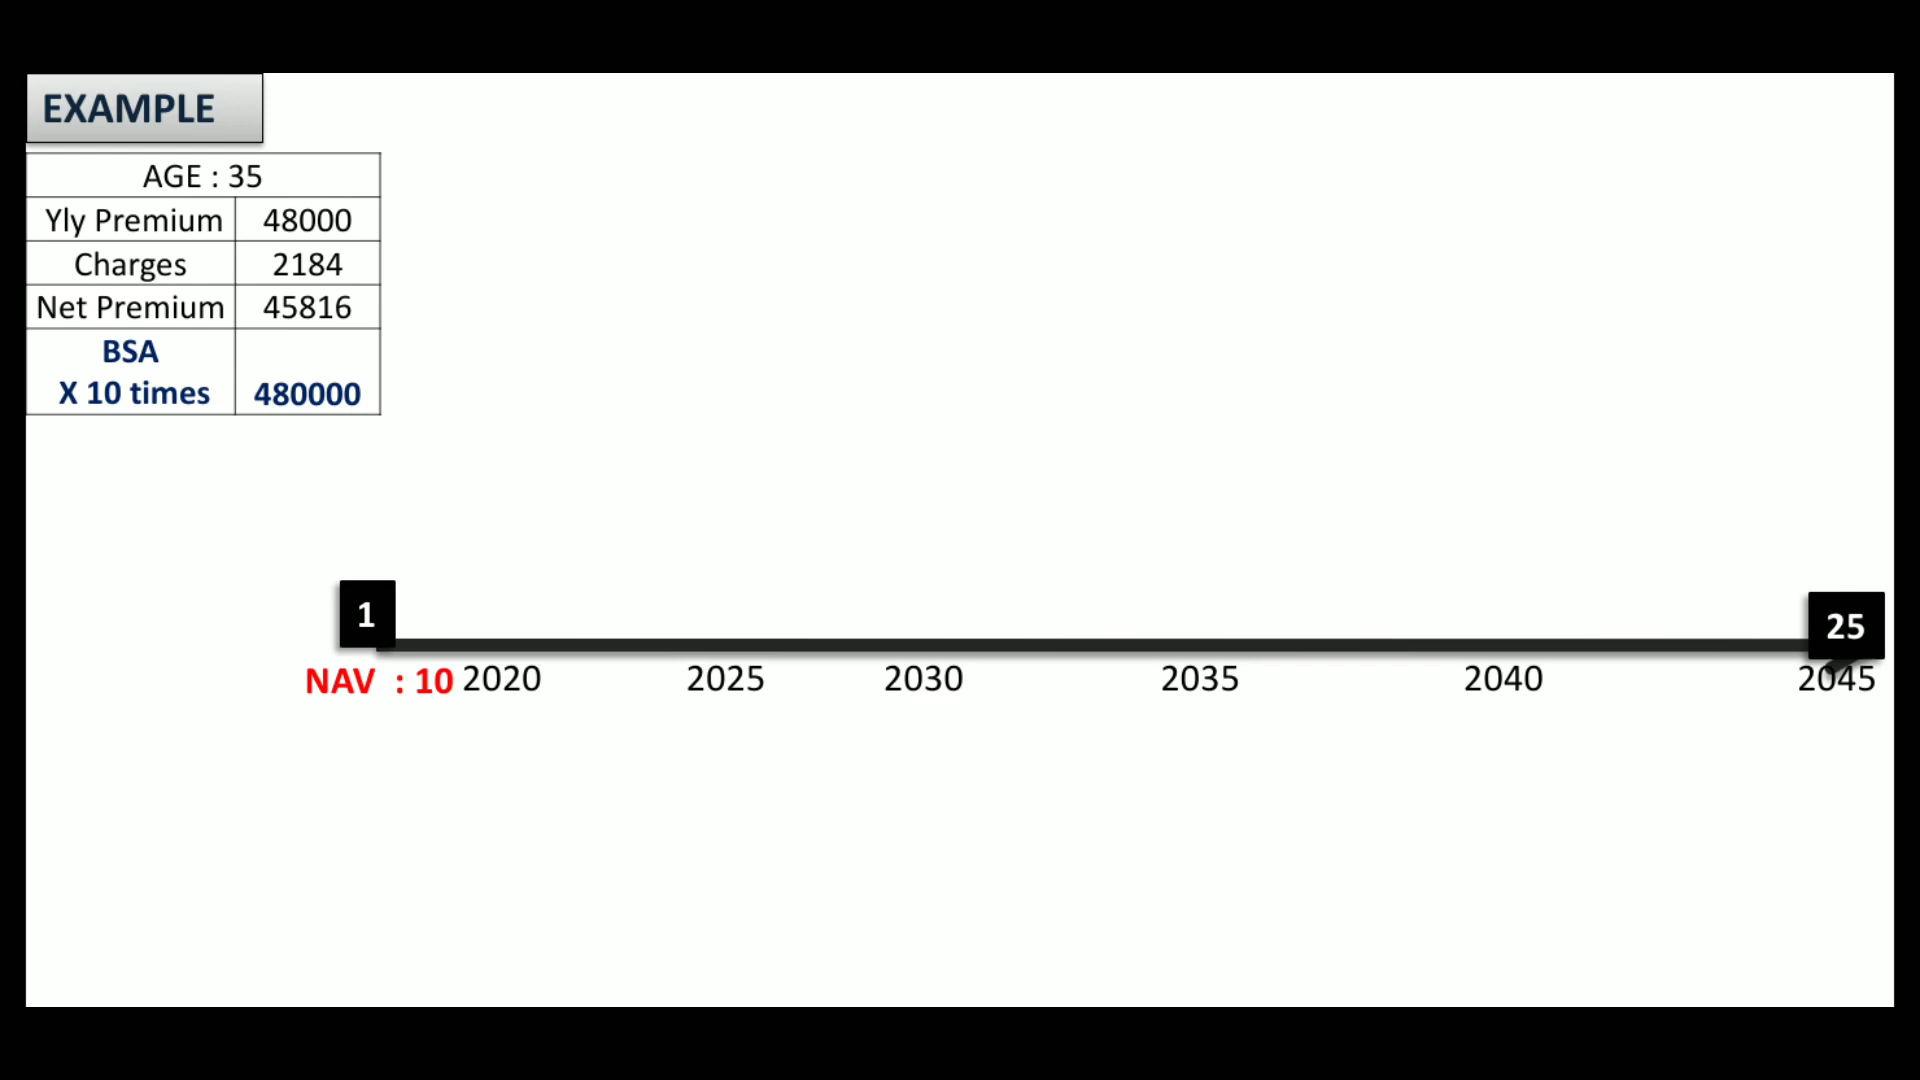 EXAMPLE
AGE : 35
Yly Premium 48000
Charges 2184
Net Premium 45816
BSA
X 10 times 480000
1
25
NAV : 10 2020 2025 2030 2035 2040 2045